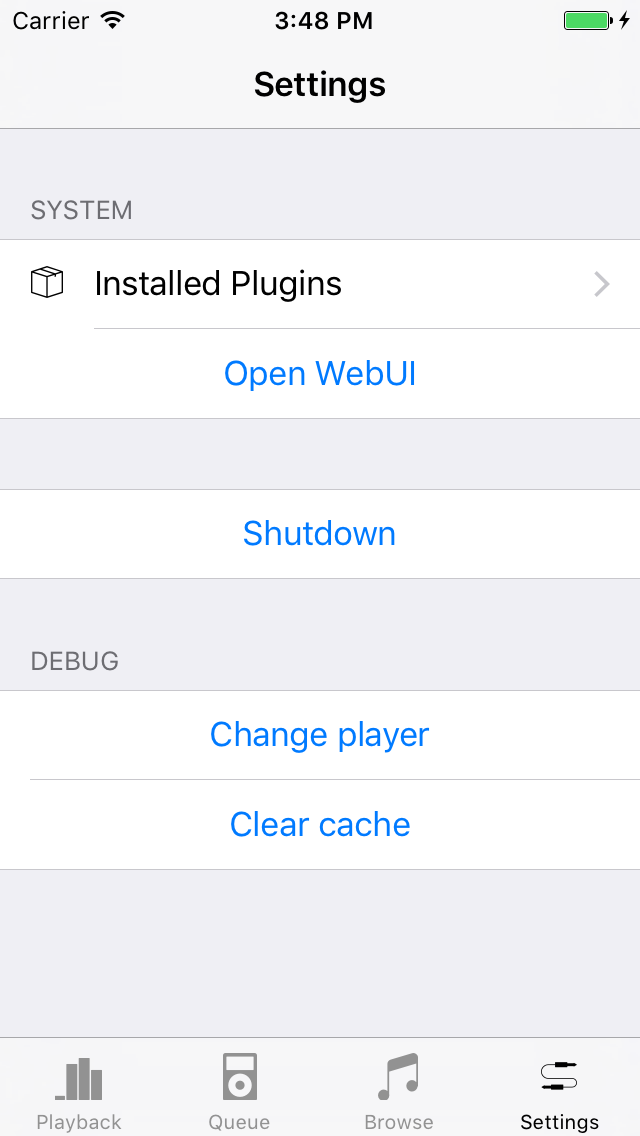 Carrier 3:48 PM
Settings
SYSTEM
Installed Plugins
Open WebUI
Shutdown
DEBUG
Change player
Clear cache
Playback Queue Browse Settings